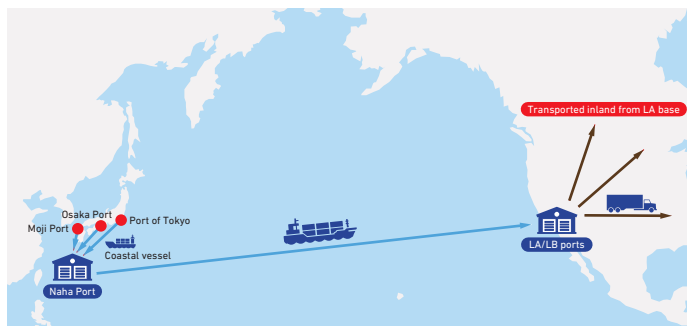 Transported inland from LA base
Osaka Port
Moji Port
Port of Tokyo
Coastal vessel
LA/LB ports
Naha Port